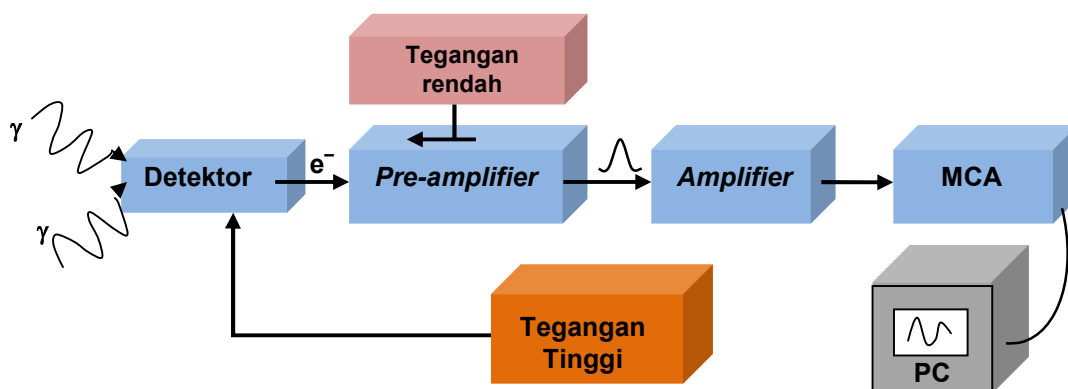 Tegangan
rendah
γ
Detektor
e⁻
Pre-amplifier
Amplifier
MCA
γ
Tegangan
Tinggi
PC